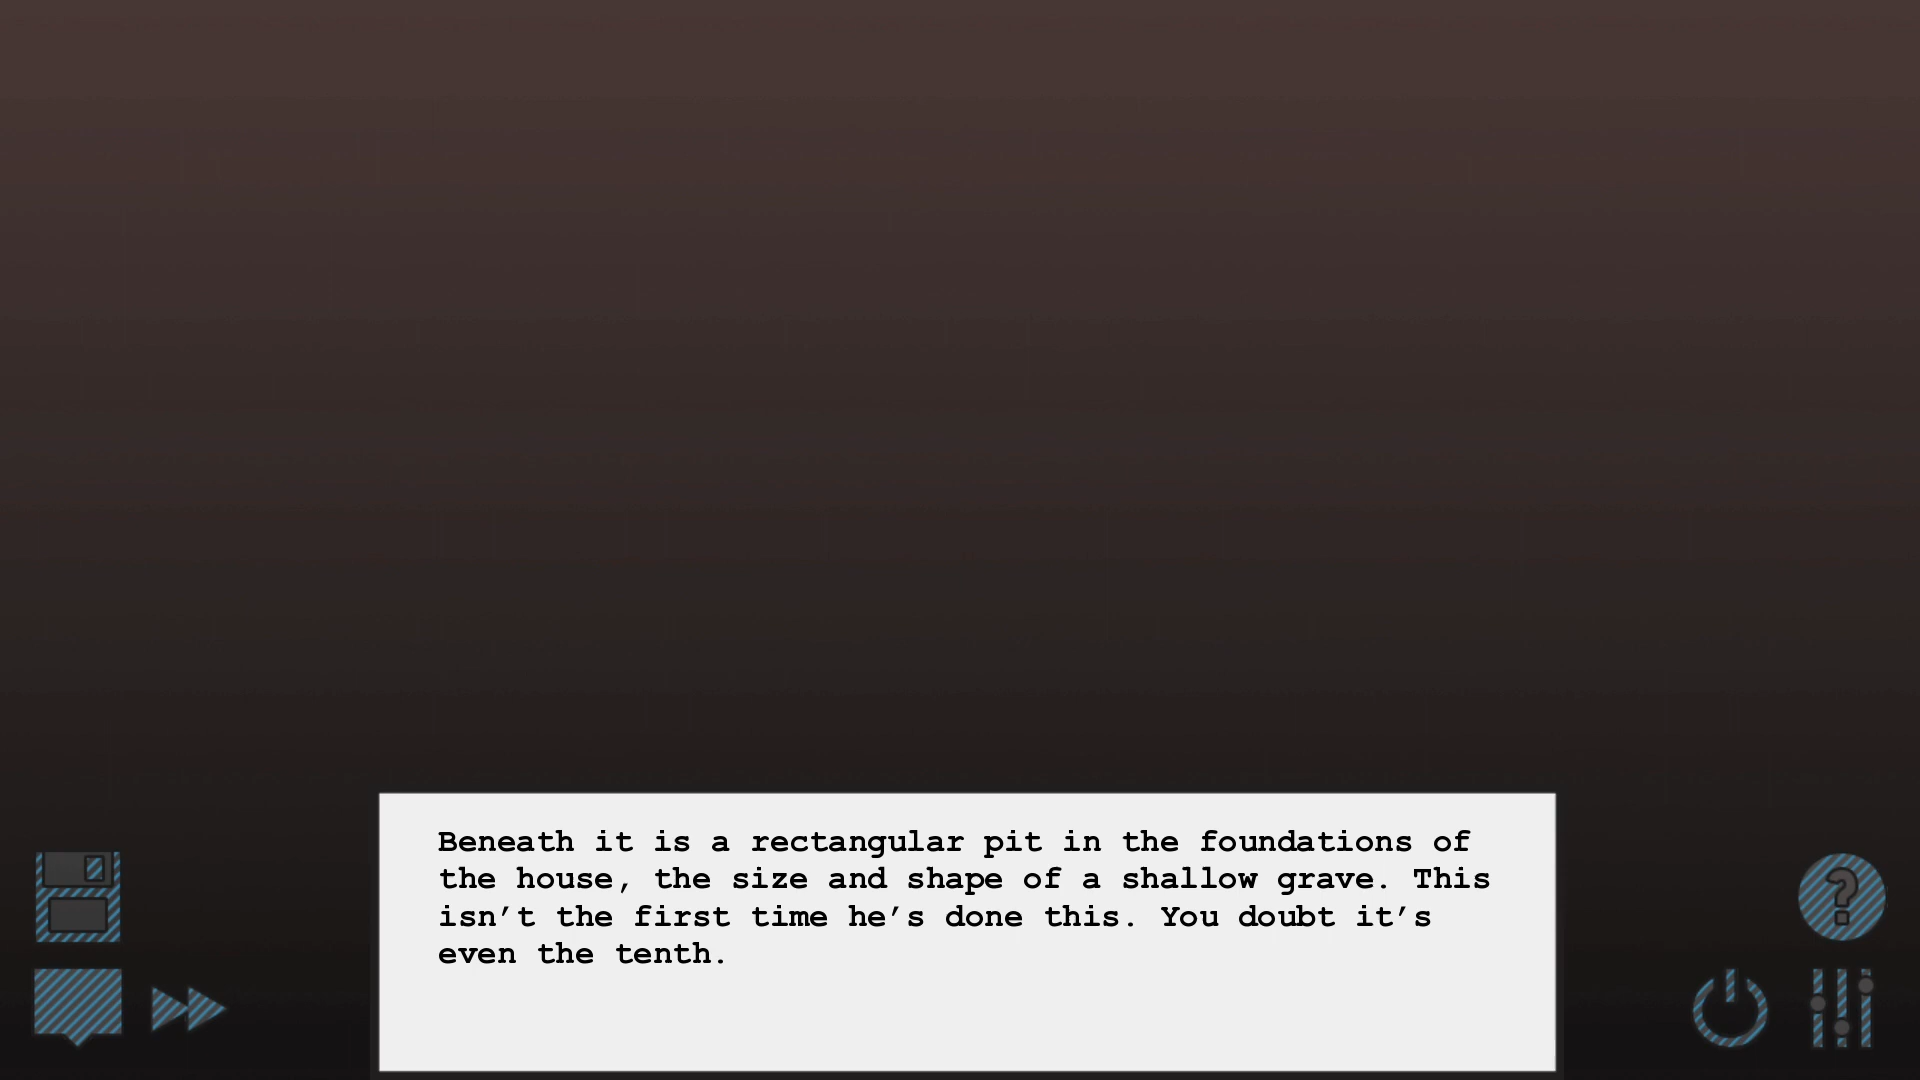 Beneath it is a rectangular pit in the foundations of
the house, the size and shape of a shallow grave. This
isn’t the first time he’s done this. You doubt it’s
even the tenth.
?